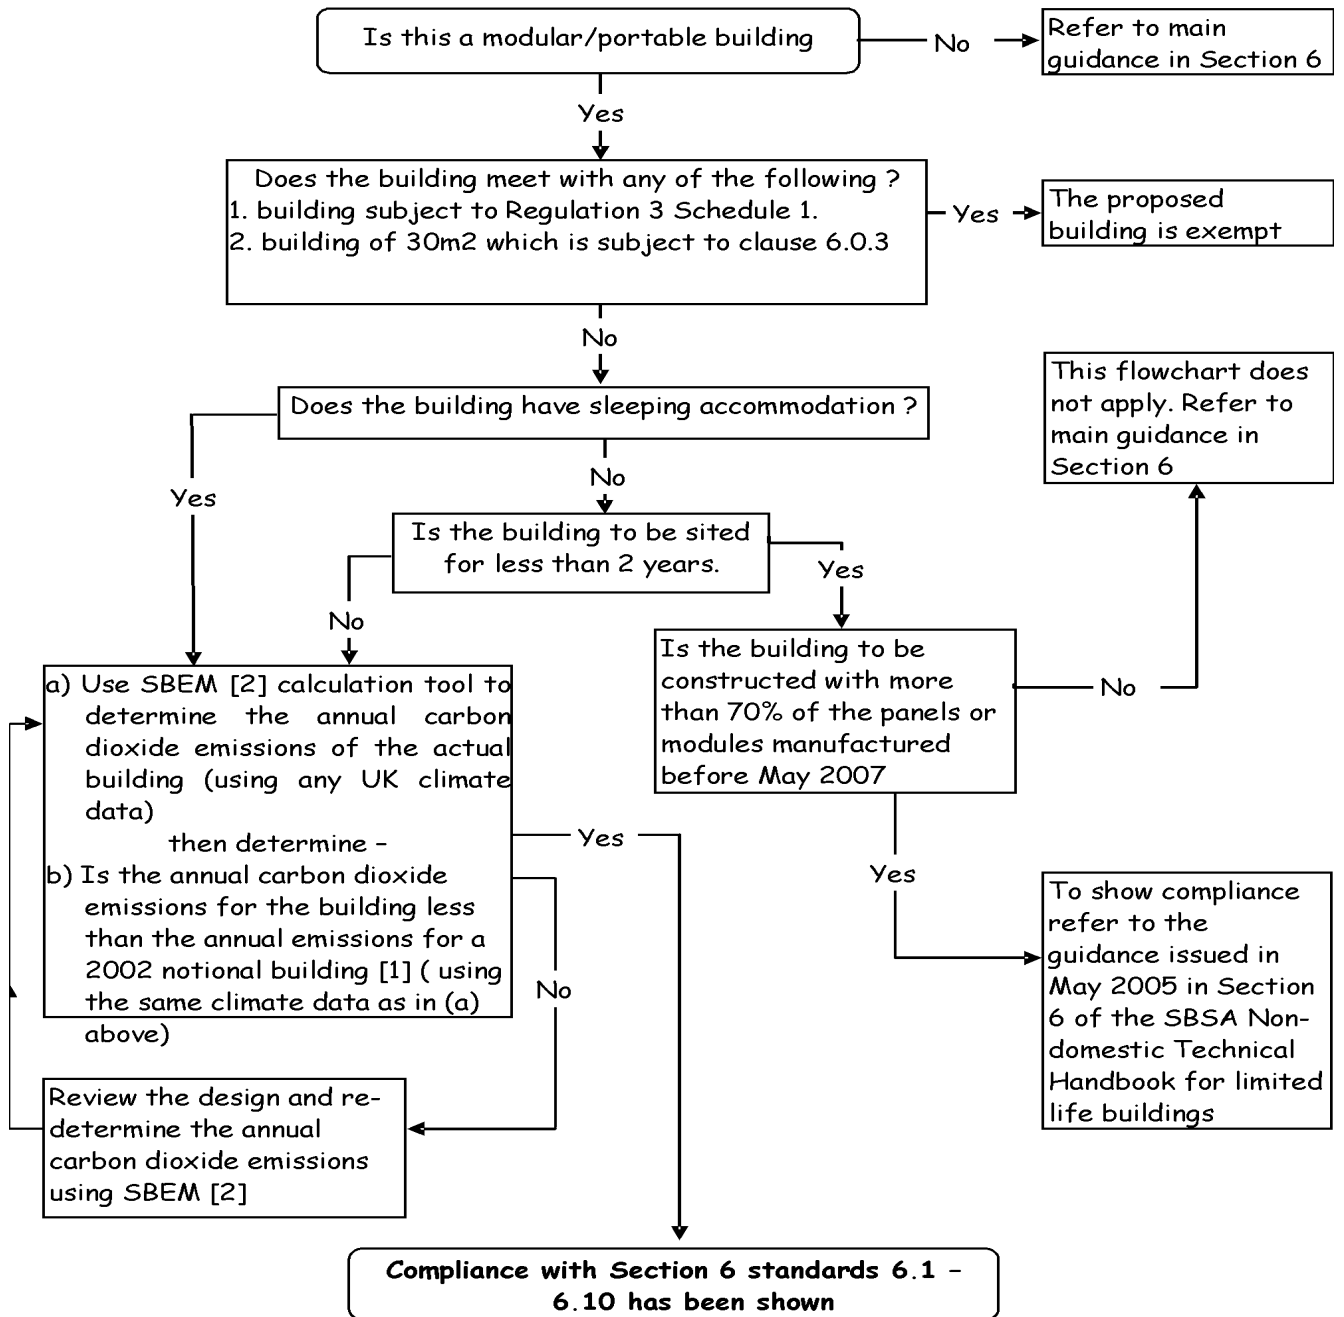 Is this a modular/portable building
No
Refer to main
guidance in Section 6
Yes
Does the building meet with any of the following ?
1. building subject to Regulation 3 Schedule 1.
2. building of 30m2 which is subject to clause 6.0.3
Yes
The proposed
building is exempt
No
Does the building have sleeping accommodation ?
This flowchart does
not apply. Refer to
main guidance in
Section 6
Yes
No
Is the building to be sited
for less than 2 years.
No
Yes
Is the building to be
constructed with more
than 70% of the panels or
modules manufactured
before May 2007
No
a) Use SBEM [2] calculation tool to
determine the annual carbon
dioxide emissions of the actual
building (using any UK climate
data)
then determine –
b) Is the annual carbon dioxide
emissions for the building less
than the annual emissions for a
2002 notional building [1] ( using
the same climate data as in (a)
above)
Yes
No
Yes
To show compliance
refer to the
guidance issued in
May 2005 in Section
6 of the SBSA Non-
domestic Technical
Handbook for limited
life buildings
Review the design and re-
determine the annual
carbon dioxide emissions
using SBEM [2]
Compliance with Section 6 standards 6.1 –
6.10 has been shown